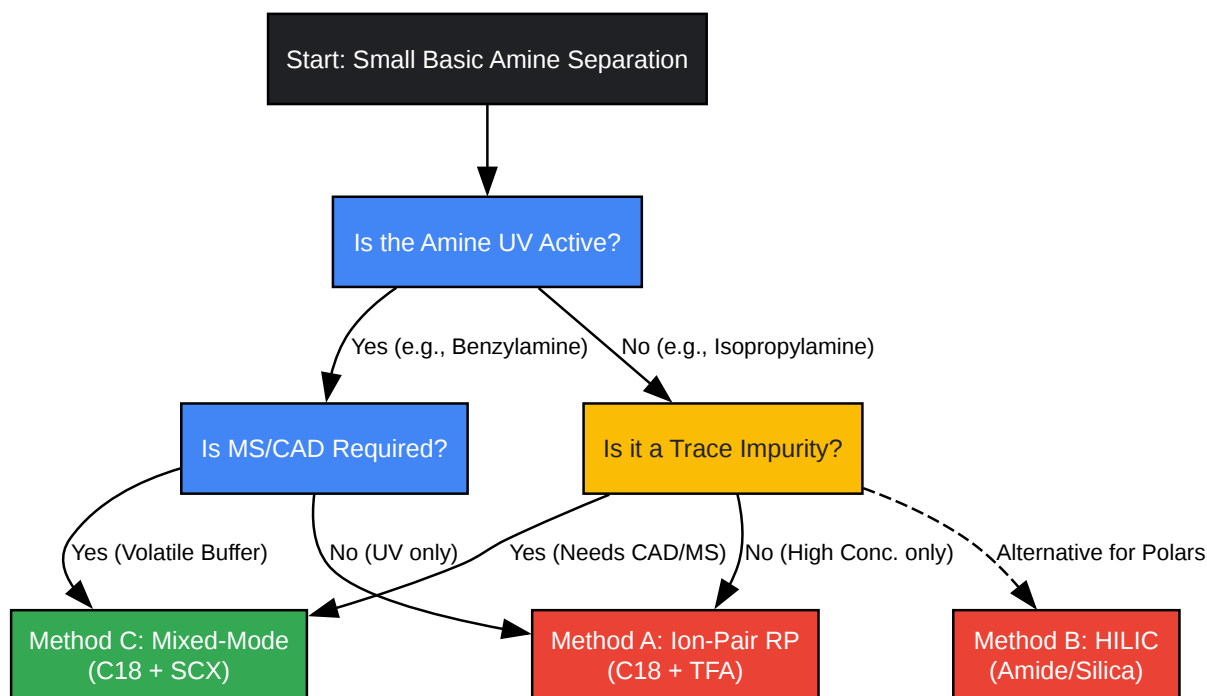 Start: Small Basic Amine Separation
Is the Amine UV Active?
Yes (e.g., Benzylamine)
No (e.g., Isopropylamine)
Is MS/CAD Required?
Is it a Trace Impurity?
Yes (Volatile Buffer)
No (UV only)
Yes (Needs CAD/MS)
No (High Conc. only)
Alternative for Polars
Method C: Mixed-Mode
(C18 + SCX)
Method A: Ion-Pair RP
(C18 + TFA)
Method B: HILIC
(Amide/Silica)